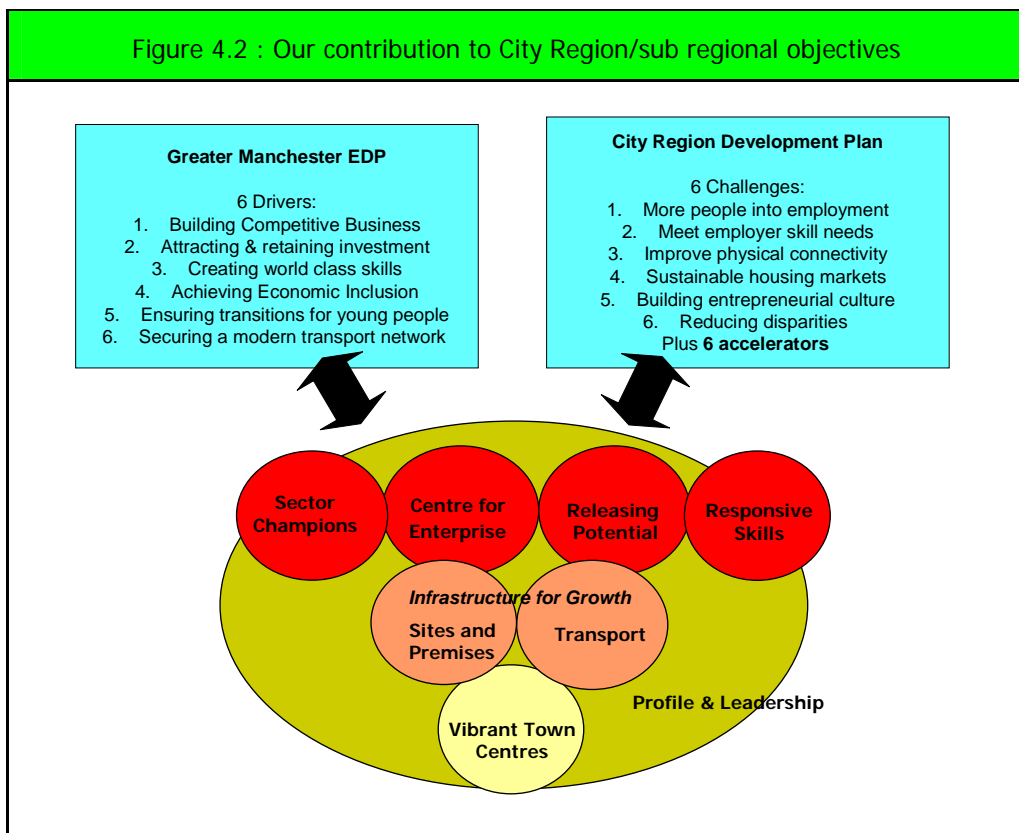 Figure 4.2 : Our contribution to City Region/sub regional objectives
Greater Manchester EDP
6 Drivers:
1. Building Competitive Business
2. Attracting & retaining investment
3. Creating world class skills
4. Achieving Economic Inclusion
5. Ensuring transitions for young people
6. Securing a modern transport network
City Region Development Plan
6 Challenges:
1. More people into employment
2. Meet employer skill needs
3. Improve physical connectivity
4. Sustainable housing markets
5. Building entrepreneurial culture
6. Reducing disparities
Plus 6 accelerators
Sector
Champions
Centre for
Enterprise
Releasing
Potential
Responsive
Skills
Infrastructure for Growth
Sites and
Premises
Transport
Profile & Leadership
Vibrant Town
Centres